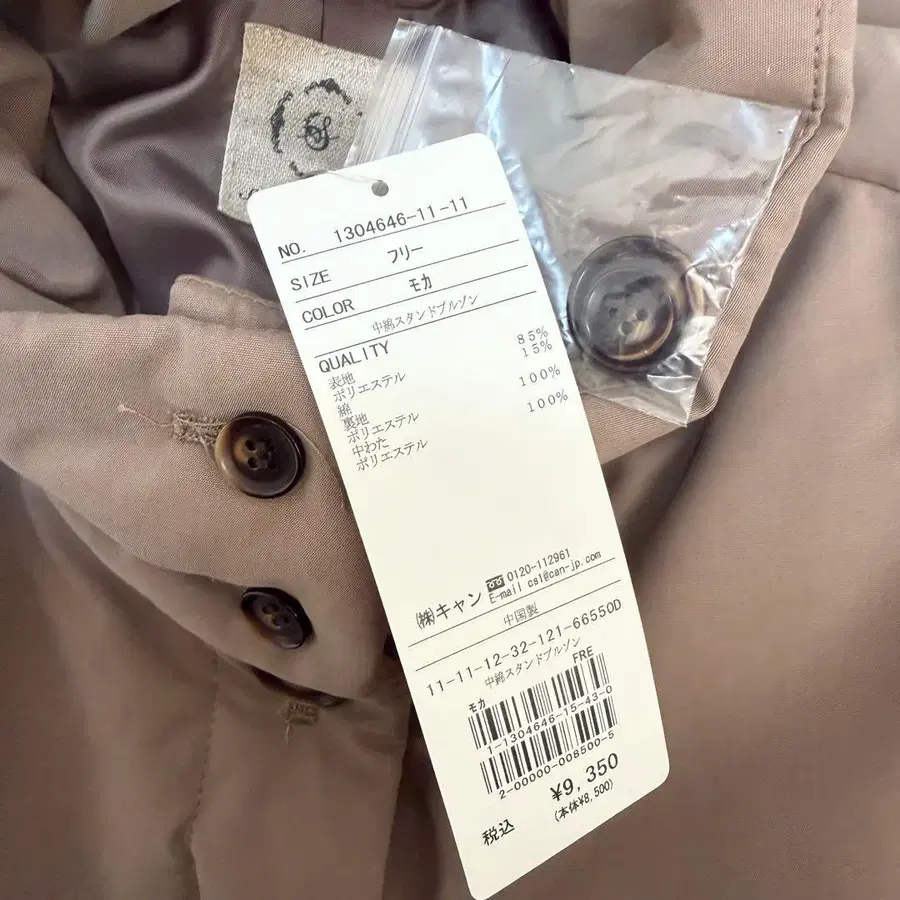 NO. 1304646-11-11
SIZE フリー
COLOR モカ
中綿スタンドブルゾン
QUALITY
表地
ポリエステル 85%
綿 15%
裏地
ポリエステル 100%
中わた
ポリエステル 100%
㈱キャン 0120-112961
E-mail cs1@can-jp.com
中国製
11-11-12-32-121-66550D
中綿スタンドブルゾン
モカ FRE
1-1304646-15-43-0
2-00000-008500-5
¥9,350
税込 (本体¥8,500)